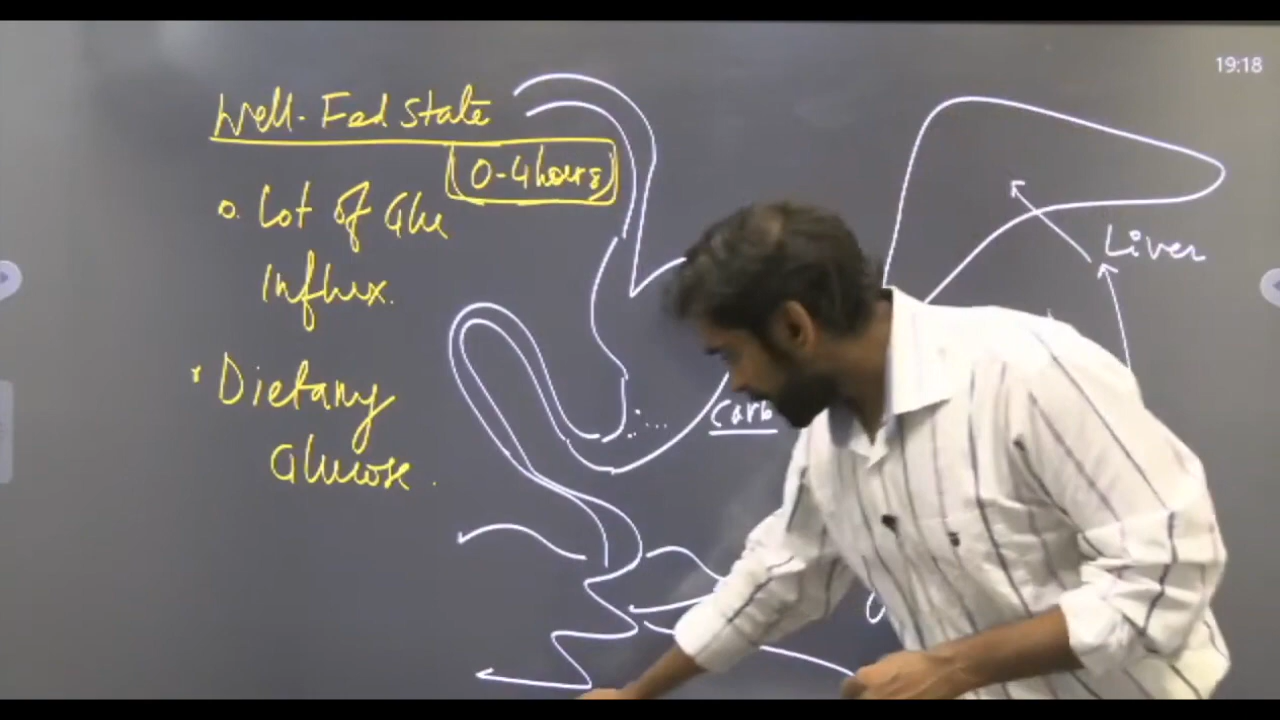 19:18
Well-Fed State
(0-4hours)
o. Lot of Glu
Influx.
Dietary
Glucose.
Liver
Carb